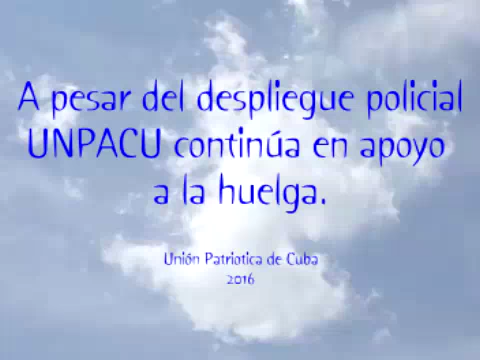 A pesar del despliegue policial
UNPACU continúa en apoyo
a la huelga.
Unión Patriotica de Cuba
2016